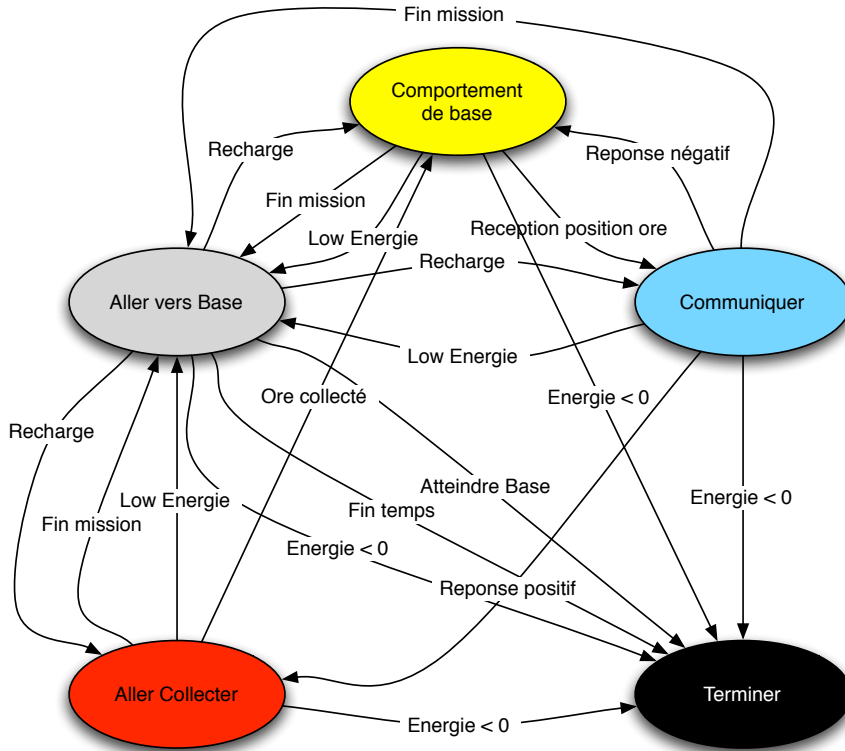 Fin mission
Comportement
de base
Recharge
Reponse négatif
Fin mission
Reception position ore
Low Energie
Recharge
Aller vers Base
Communiquer
Low Energie
Ore collecté
Energie < 0
Recharge
Atteindre Base
Low Energie
Energie < 0
Fin temps
Fin mission
Energie < 0
Reponse positif
Aller Collecter
Terminer
Energie < 0